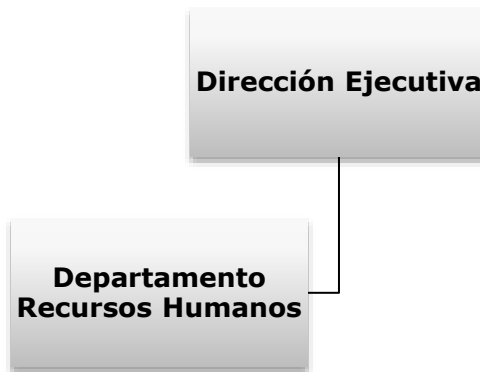 Dirección Ejecutiva
Departamento
Recursos Humanos